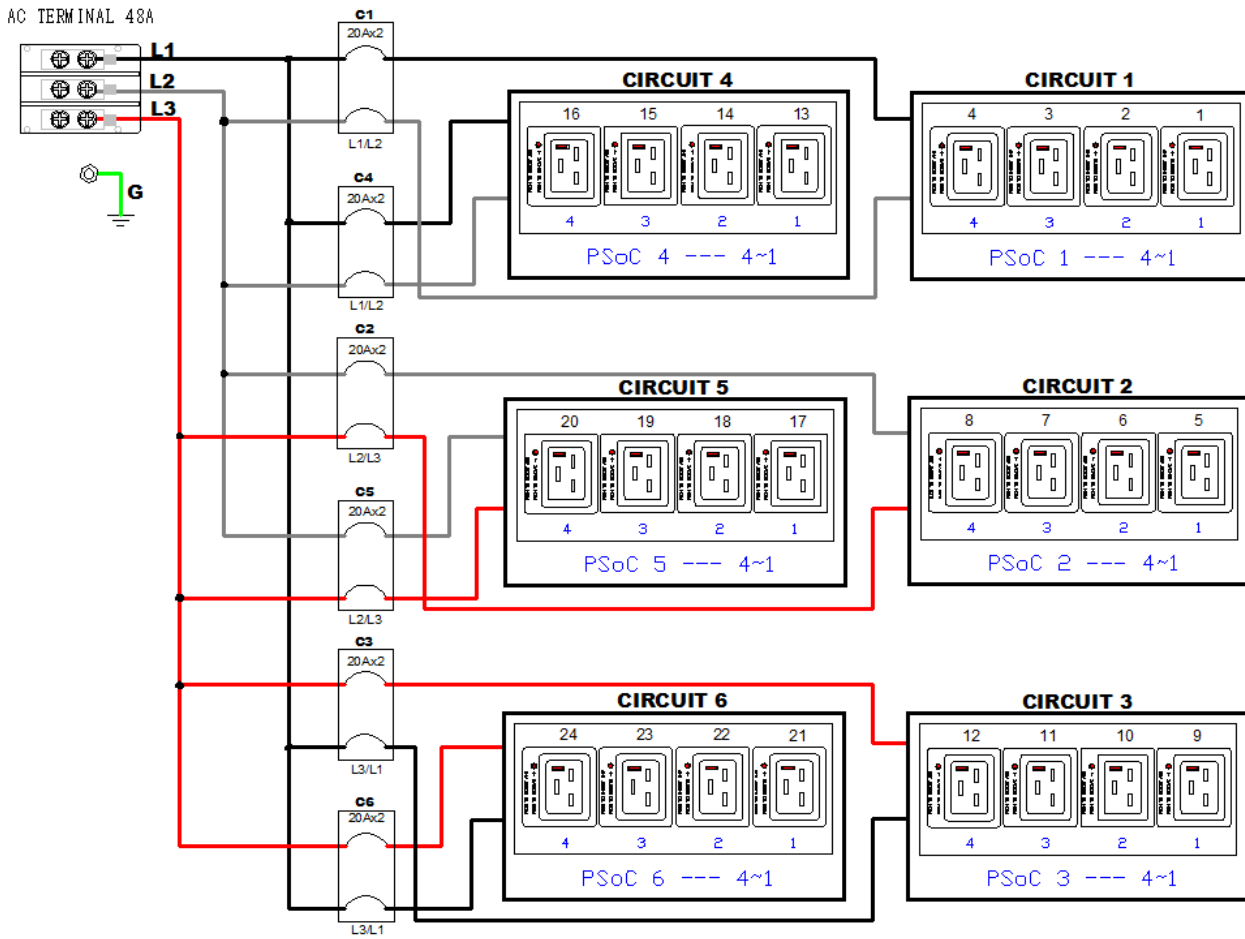 AC TERMINAL 48A
L1
L2
L3
G
C1
20Ax2
L1/L2
C4
20Ax2
L1/L2
C2
20Ax2
L2/L3
C5
20Ax2
L2/L3
C3
20Ax2
L3/L1
C6
20Ax2
L3/L1
CIRCUIT 4
16 15 14 13
4 3 2 1
PSoC 4 --- 4~1
CIRCUIT 1
4 3 2 1
4 3 2 1
PSoC 1 --- 4~1
CIRCUIT 5
20 19 18 17
4 3 2 1
PSoC 5 --- 4~1
CIRCUIT 2
8 7 6 5
4 3 2 1
PSoC 2 --- 4~1
CIRCUIT 6
24 23 22 21
4 3 2 1
PSoC 6 --- 4~1
CIRCUIT 3
12 11 10 9
4 3 2 1
PSoC 3 --- 4~1